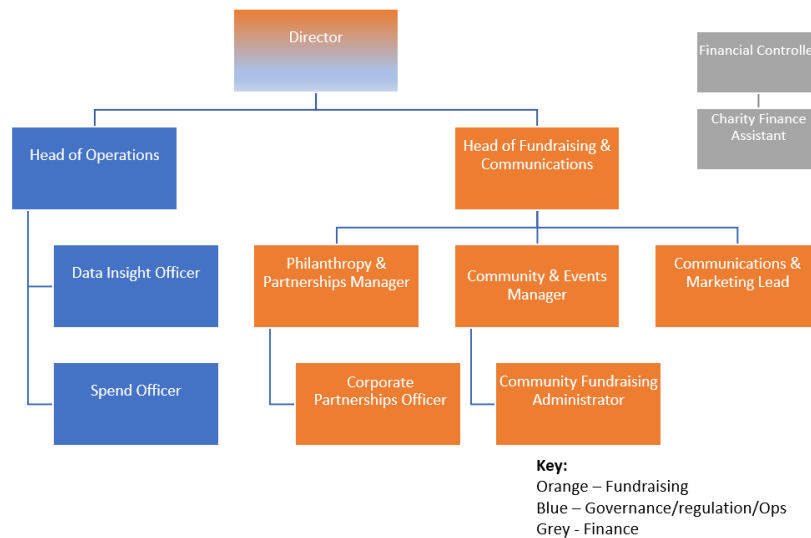 Director
Financial Controlle
Charity Finance
Assistant
Head of Operations
Head of Fundraising &
Communications
Data Insight Officer
Philanthropy &
Partnerships Manager
Community & Events
Manager
Communications &
Marketing Lead
Spend Officer
Corporate
Partnerships Officer
Community Fundraising
Administrator
Key:
Orange – Fundraising
Blue – Governance/regulation/Ops
Grey - Finance